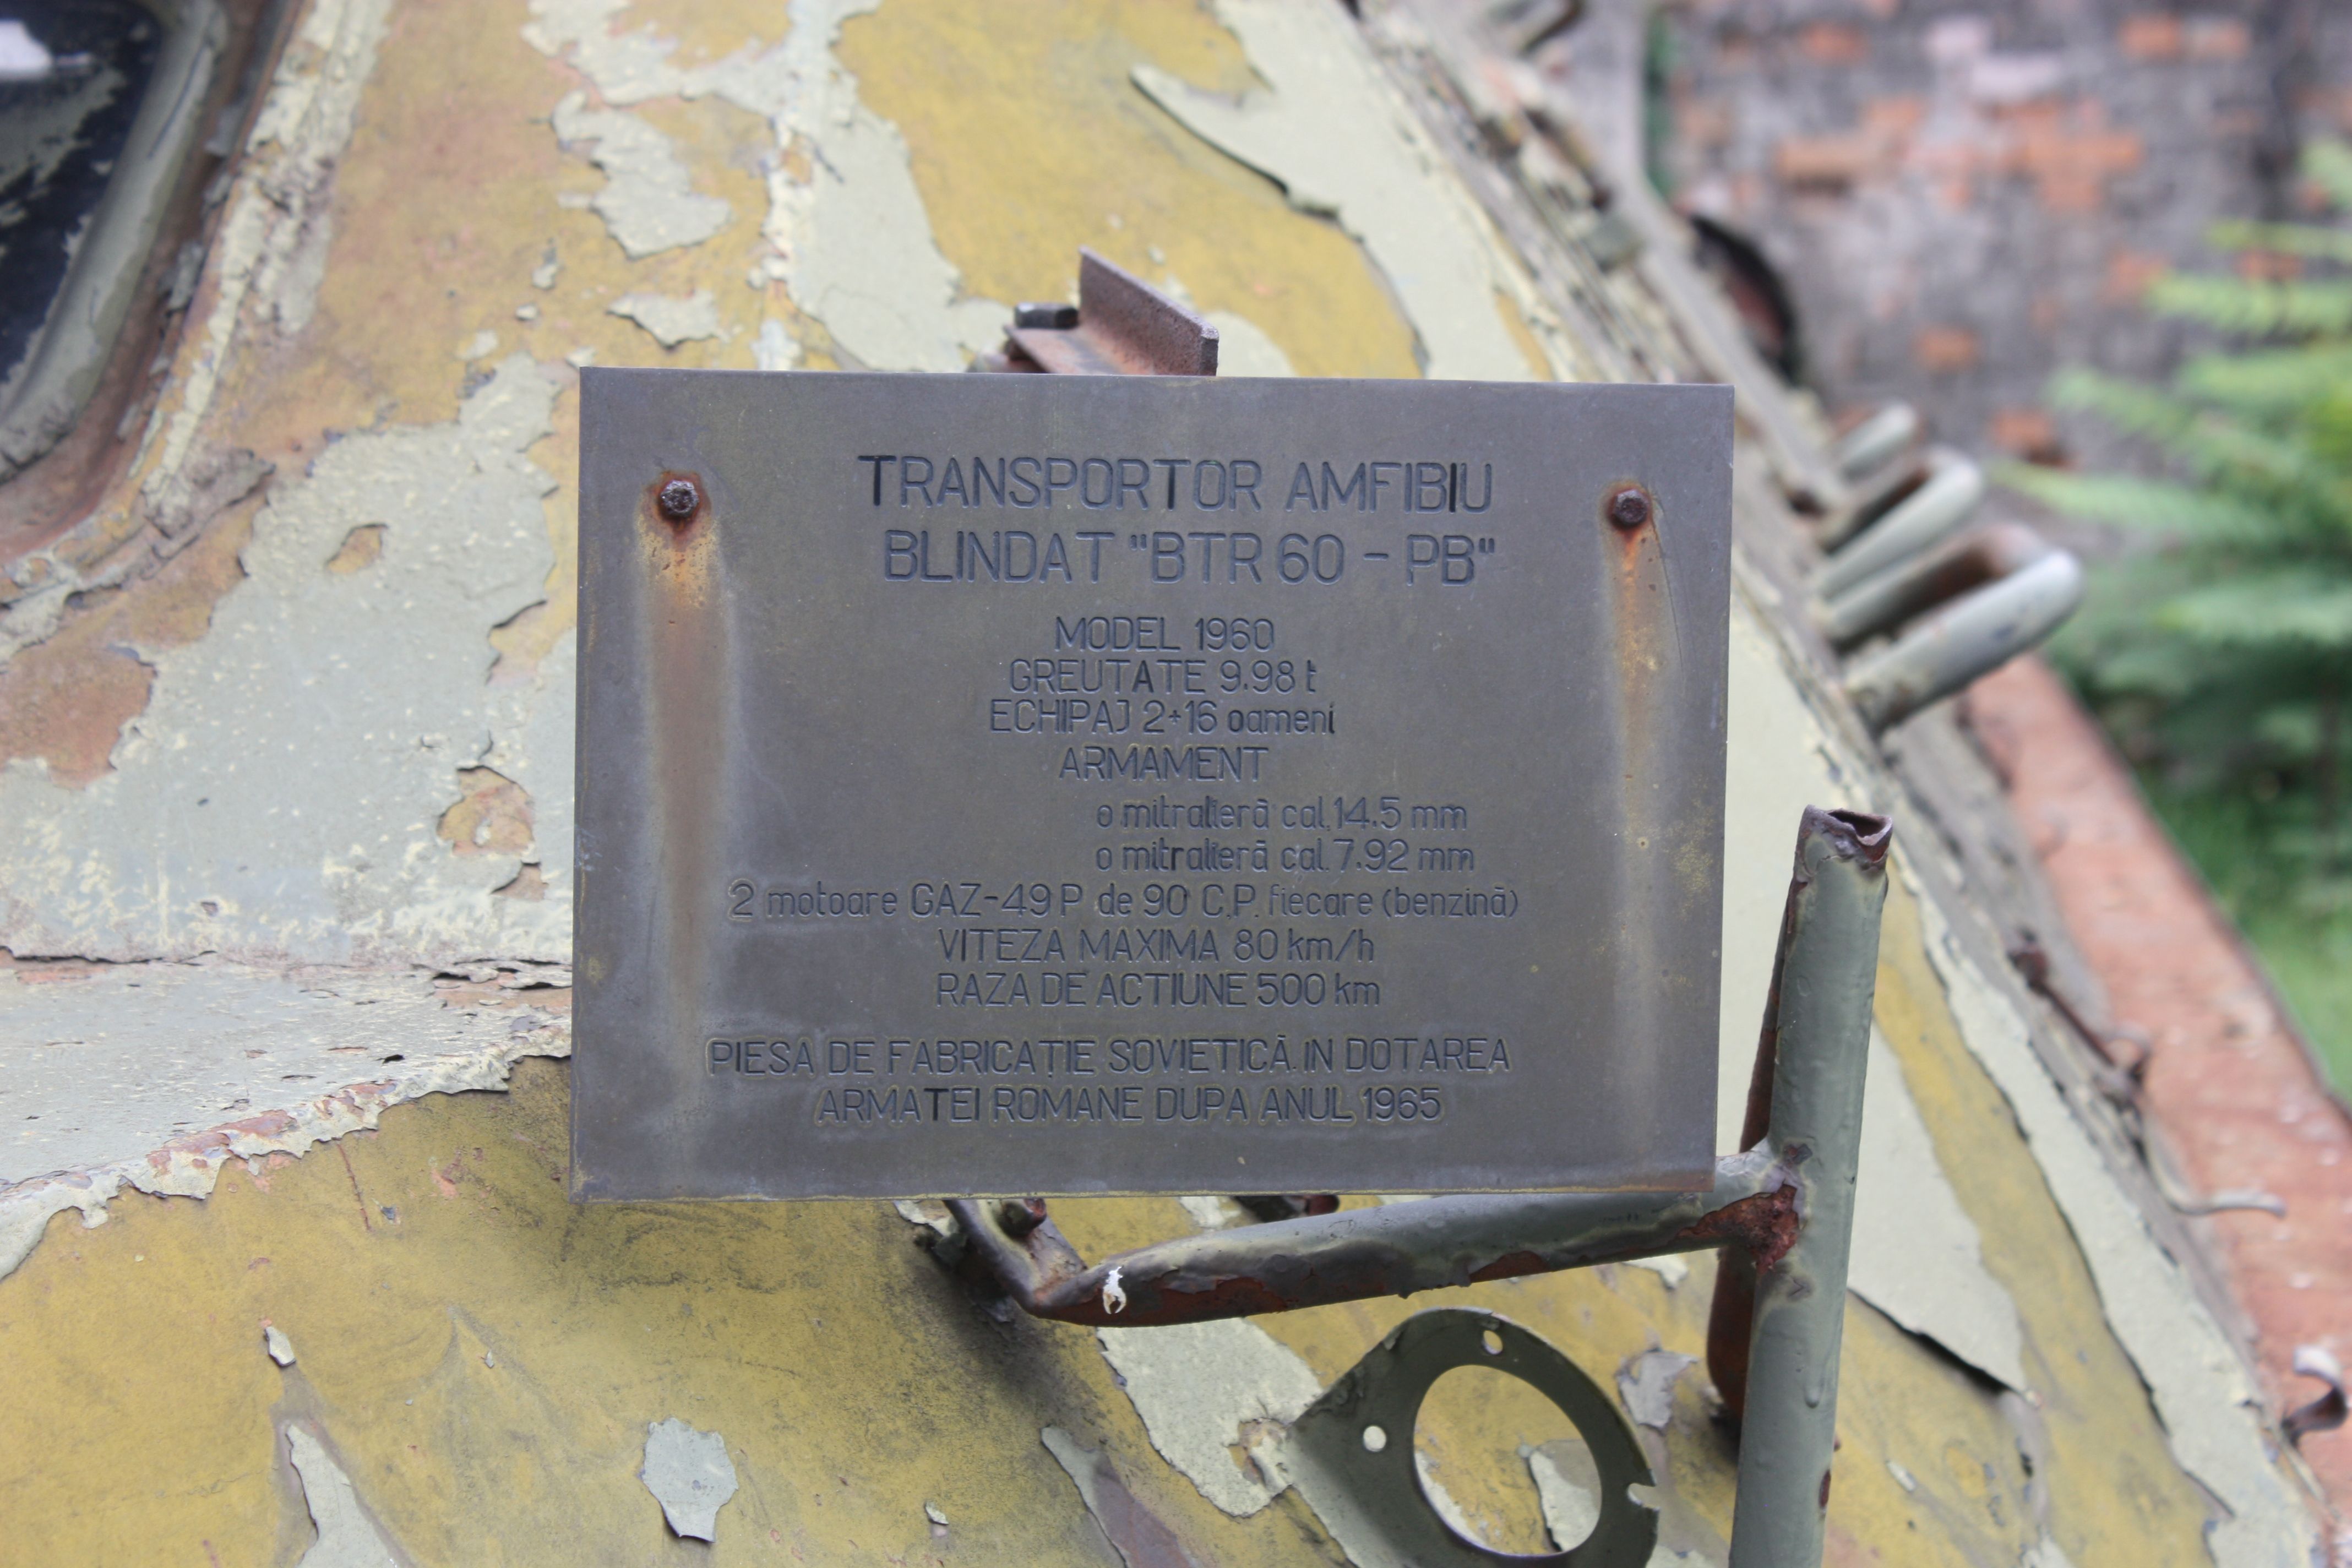 TRANSPORTOR AMFIBIU
BLINDAT "BTR 60 - PB"
MODEL 1960
GREUTATE 9.98 t
ECHIPAJ 2+16 oameni
ARMAMENT
o mitralieră cal. 14.5 mm
o mitralieră cal. 7.92 mm
2 motoare GAZ-49 P de 90 C.P. fiecare (benzină)
VITEZA MAXIMA 80 km/h
RAZA DE ACTIUNE 500 km
PIESA DE FABRICAȚIE SOVIETICĂ. IN DOTAREA
ARMATEI ROMANE DUPA ANUL 1965